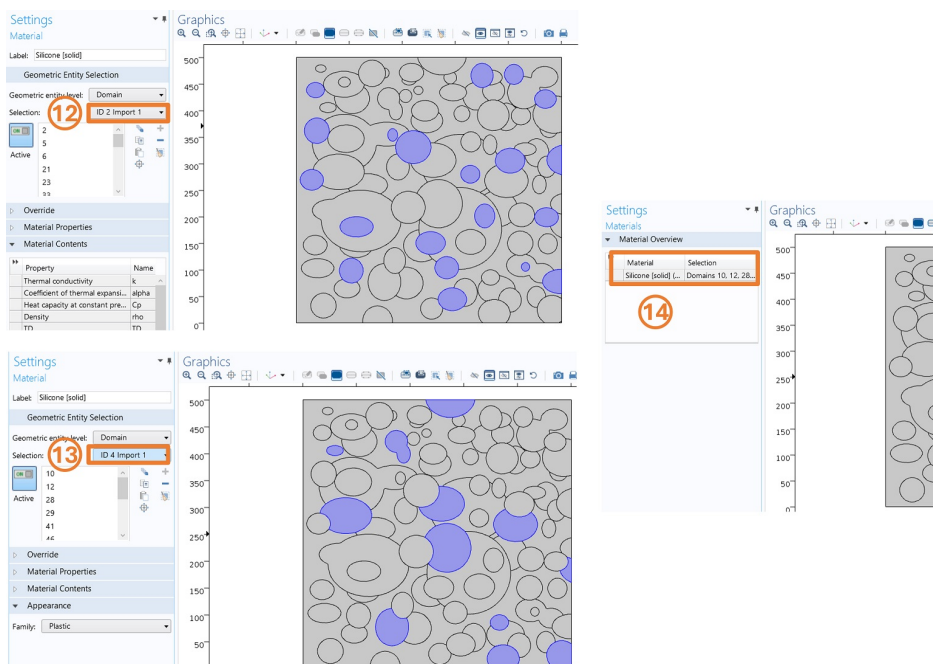 Settings
Material
Label: Silicone [solid]
Geometric Entity Selection
Geometric entity level: Domain
Selection: 12 ID 2 Import 1
Active
2
5
6
21
23
33
Override
Material Properties
Material Contents
Property Name
Thermal conductivity k
Coefficient of thermal expansi... alpha
Heat capacity at constant pre... Cp
Density rho
TD TD
Graphics
500
450
400
350
300
250
200
150
100
50
0
Settings
Material
Label: Silicone [solid]
Geometric Entity Selection
Geometric entity level: Domain
Selection: 13 ID 4 Import 1
Active
10
12
28
29
41
46
Override
Material Properties
Material Contents
Appearance
Family: Plastic
Graphics
500
450
400
350
300
250
200
150
100
50
Settings
Materials
Material Overview
Material Selection
Silicone [solid] (... Domains 10, 12, 28...
14
Graphics
500
450
400
350
300
250
200
150
100
50
0